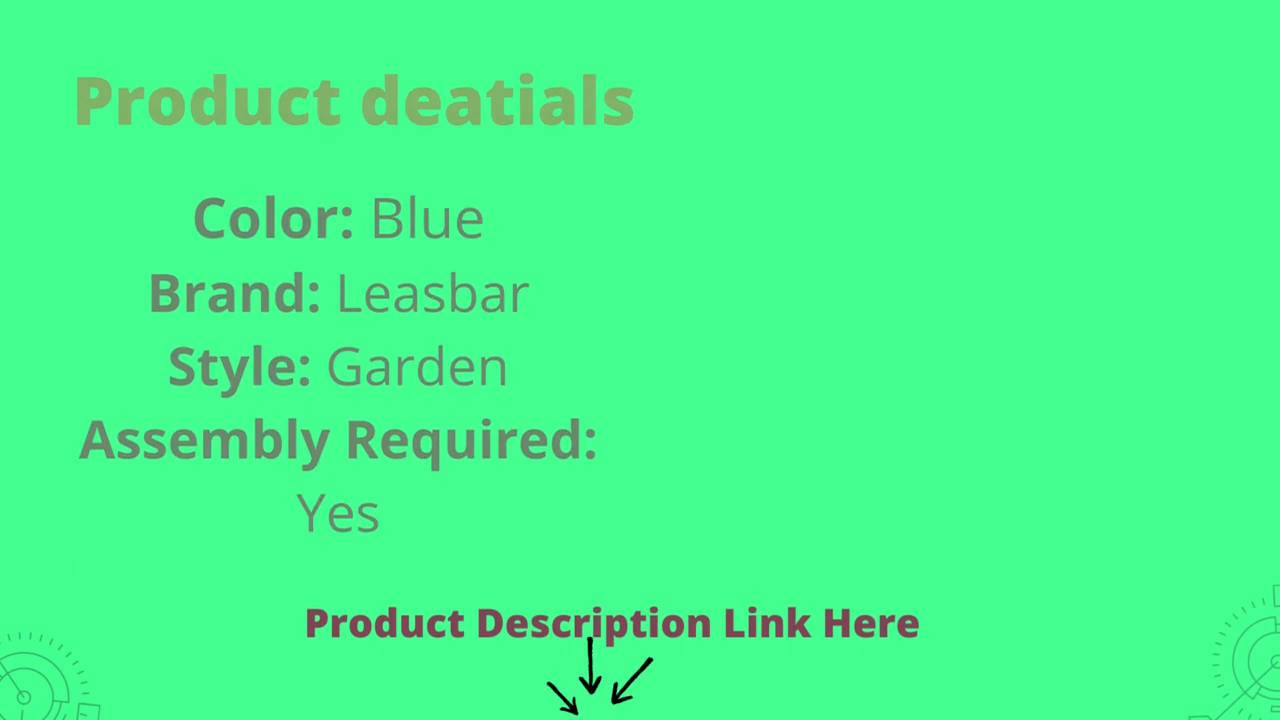 Product deatials
Color: Blue
Brand: Leasbar
Style: Garden
Assembly Required:
Yes
Product Description Link Here